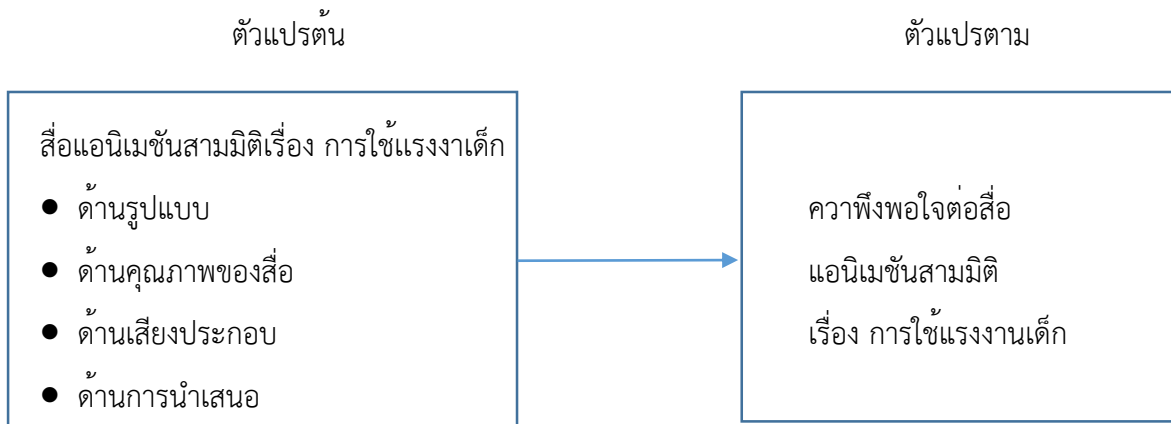 ตัวแปรต้น
ตัวแปรตาม
สื่อแอนิเมชันสามมิติเรื่อง การใช้แรงงาเด็ก
● ด้านรูปแบบ
● ด้านคุณภาพของสื่อ
● ด้านเสียงประกอบ
● ด้านการนำเสนอ
ควาพึงพอใจต่อสื่อ
แอนิเมชันสามมิติ
เรื่อง การใช้แรงงานเด็ก